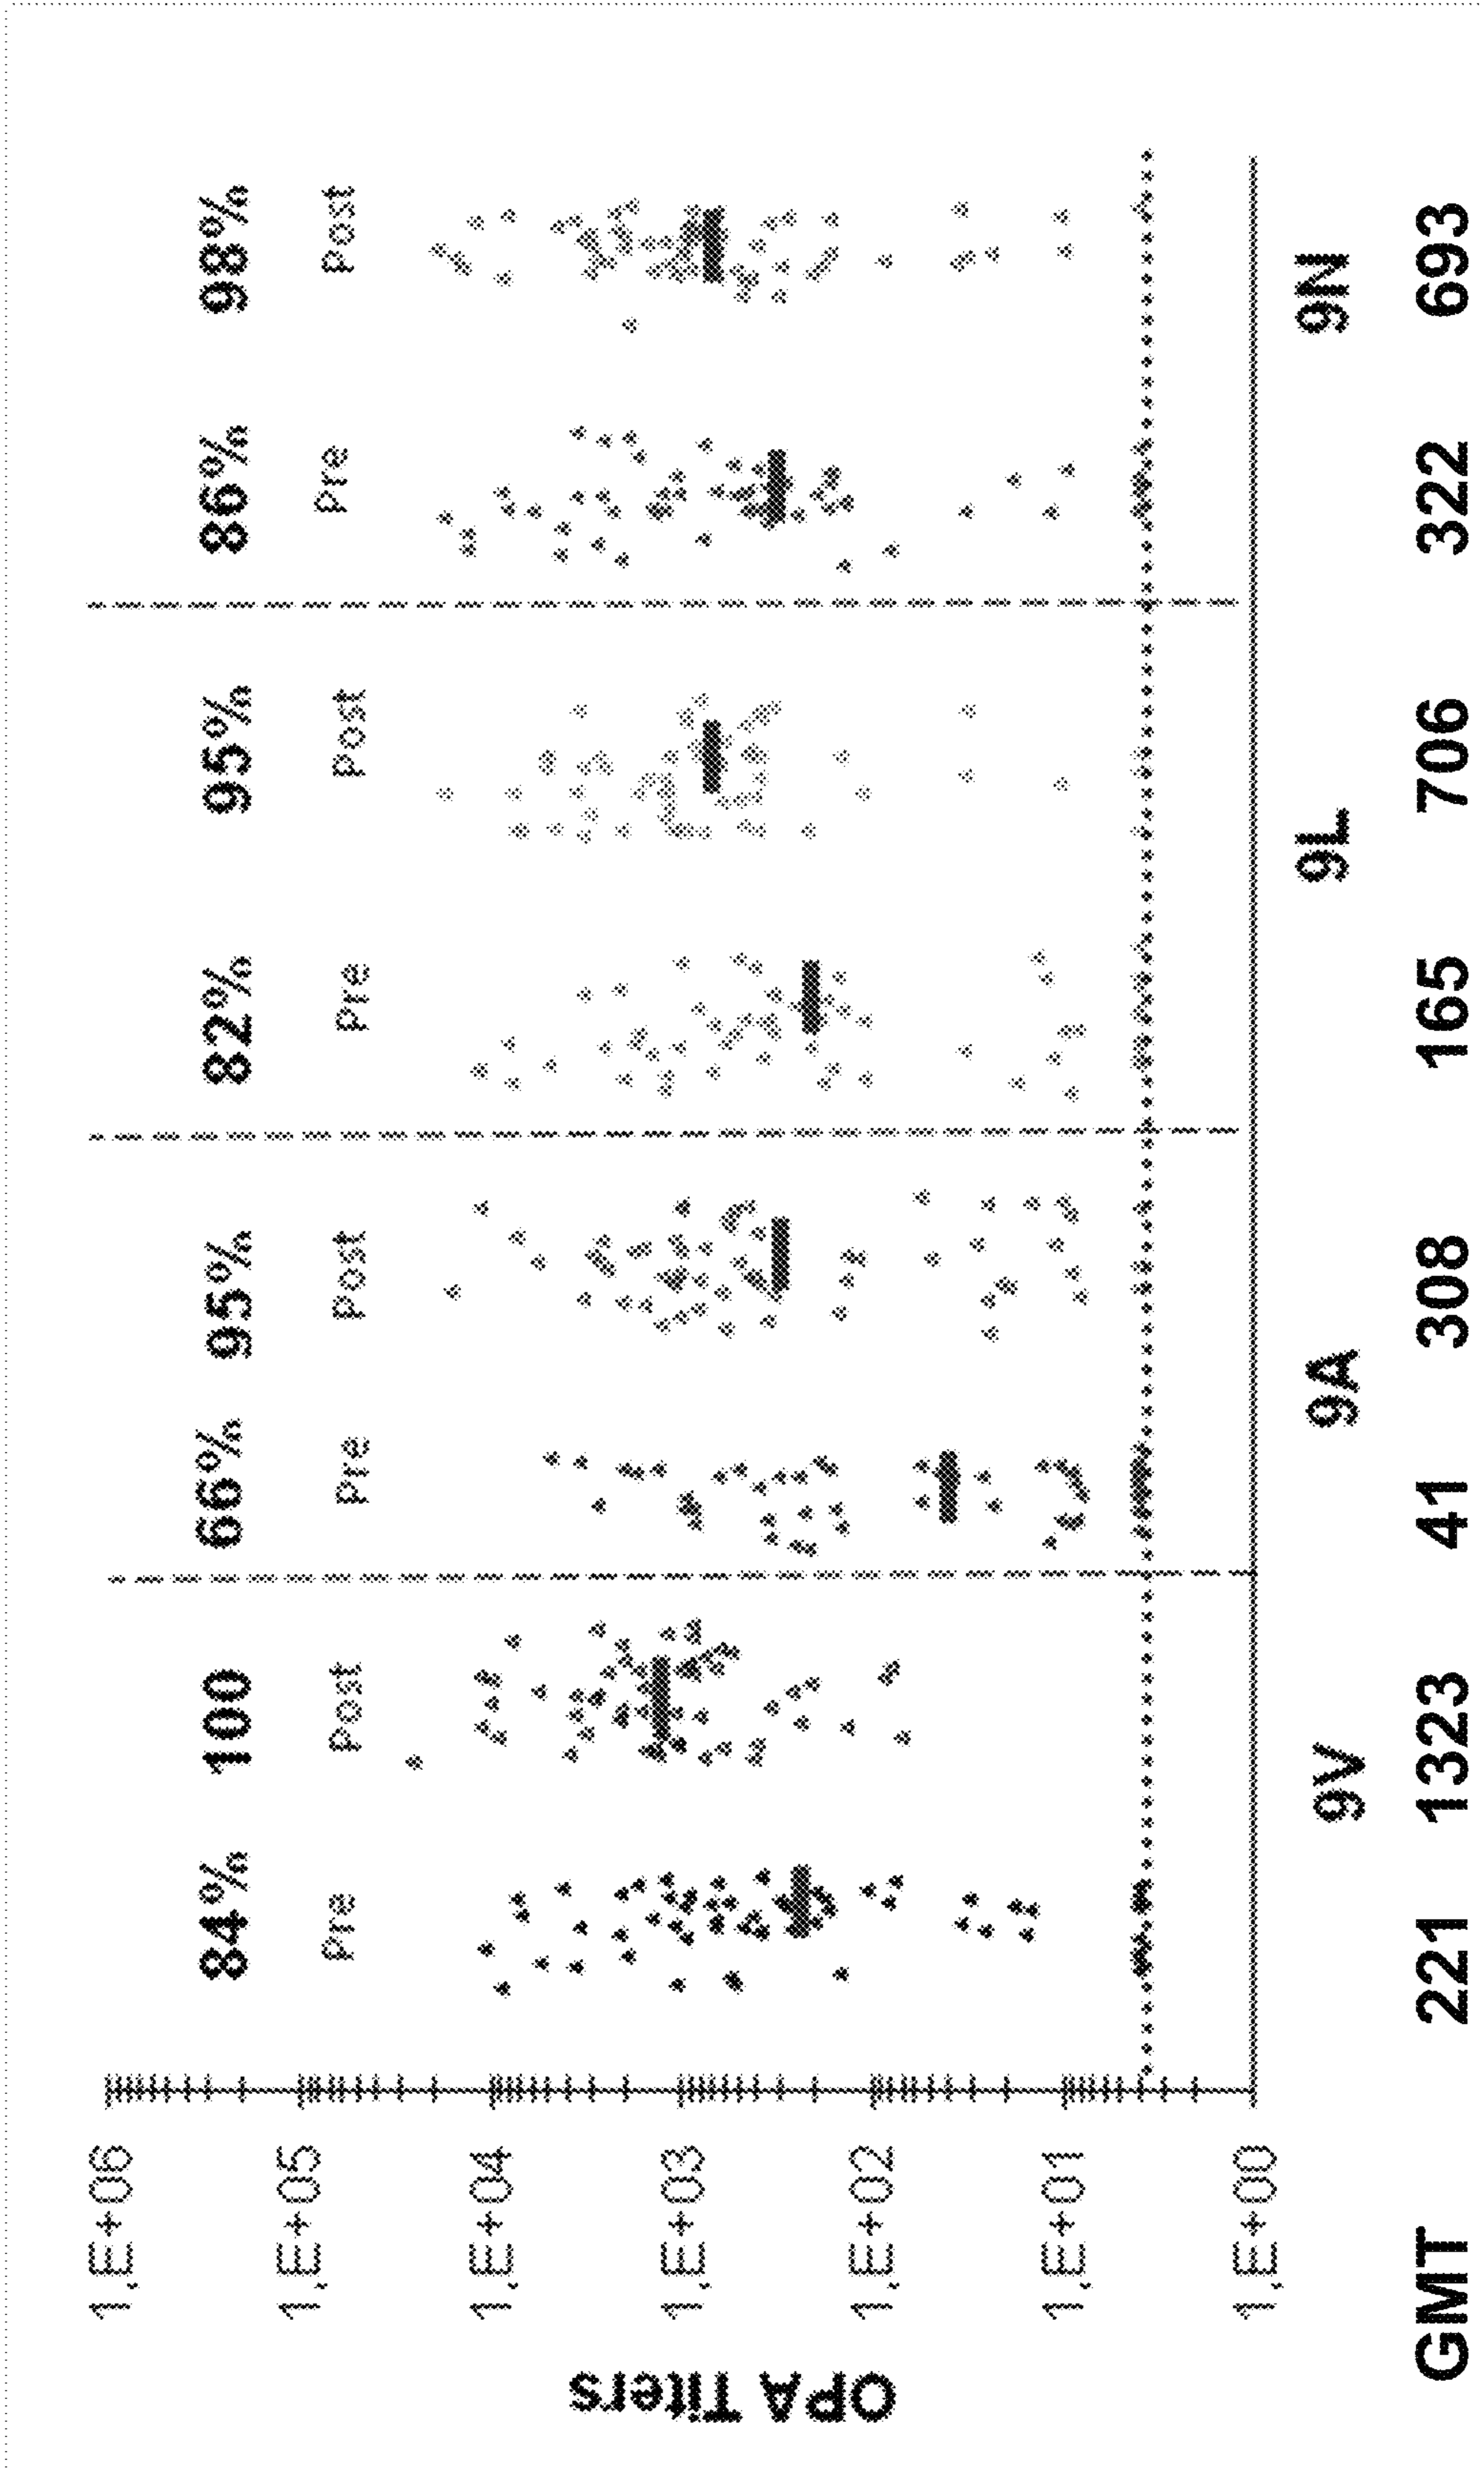 84% 100 66% 95% 82% 95% 86% 98%
Pre Post Pre Post Pre Post Pre Post
1.E+06
1.E+05
1.E+04
1.E+03
1.E+02
1.E+01
1.E+00
OPA Titers
9V 9A 9L 9N
GMT 221 1323 41 308 165 706 322 693